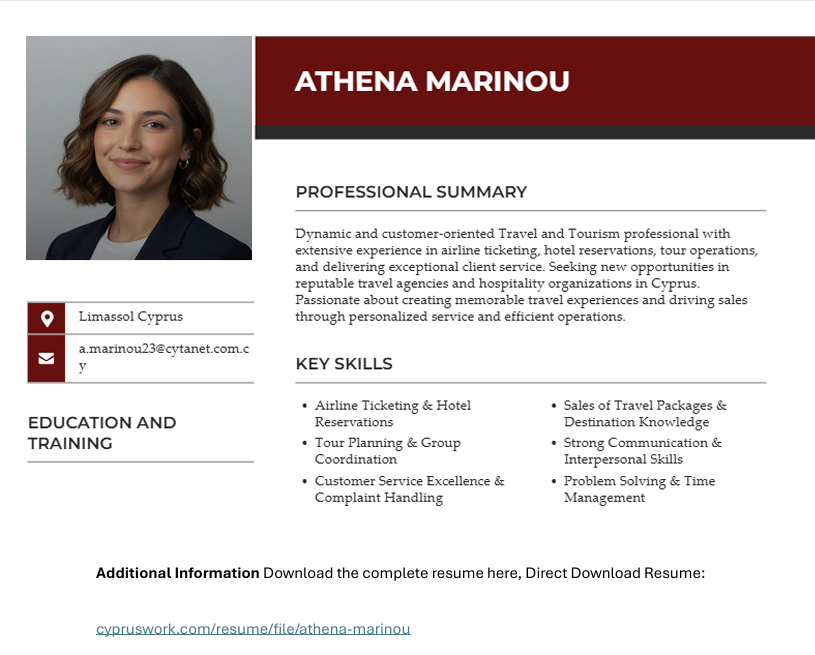 ATHENA MARINOU
Limassol Cyprus
a.marinou23@cytanet.com.c
y
EDUCATION AND
TRAINING
PROFESSIONAL SUMMARY
Dynamic and customer-oriented Travel and Tourism professional with
extensive experience in airline ticketing, hotel reservations, tour operations,
and delivering exceptional client service. Seeking new opportunities in
reputable travel agencies and hospitality organizations in Cyprus.
Passionate about creating memorable travel experiences and driving sales
through personalized service and efficient operations.
KEY SKILLS
• Airline Ticketing & Hotel
Reservations
• Tour Planning & Group
Coordination
• Customer Service Excellence &
Complaint Handling
• Sales of Travel Packages &
Destination Knowledge
• Strong Communication &
Interpersonal Skills
• Problem Solving & Time
Management
Additional Information Download the complete resume here, Direct Download Resume:
cypruswork.com/resume/file/athena-marinou